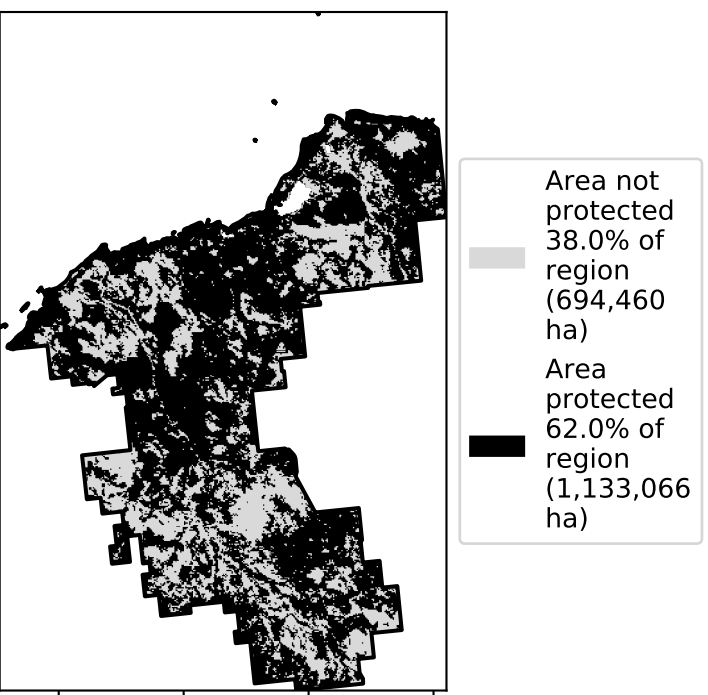 Area not
protected
38.0% of
region
(694,460
ha)
Area
protected
62.0% of
region
(1,133,066
ha)